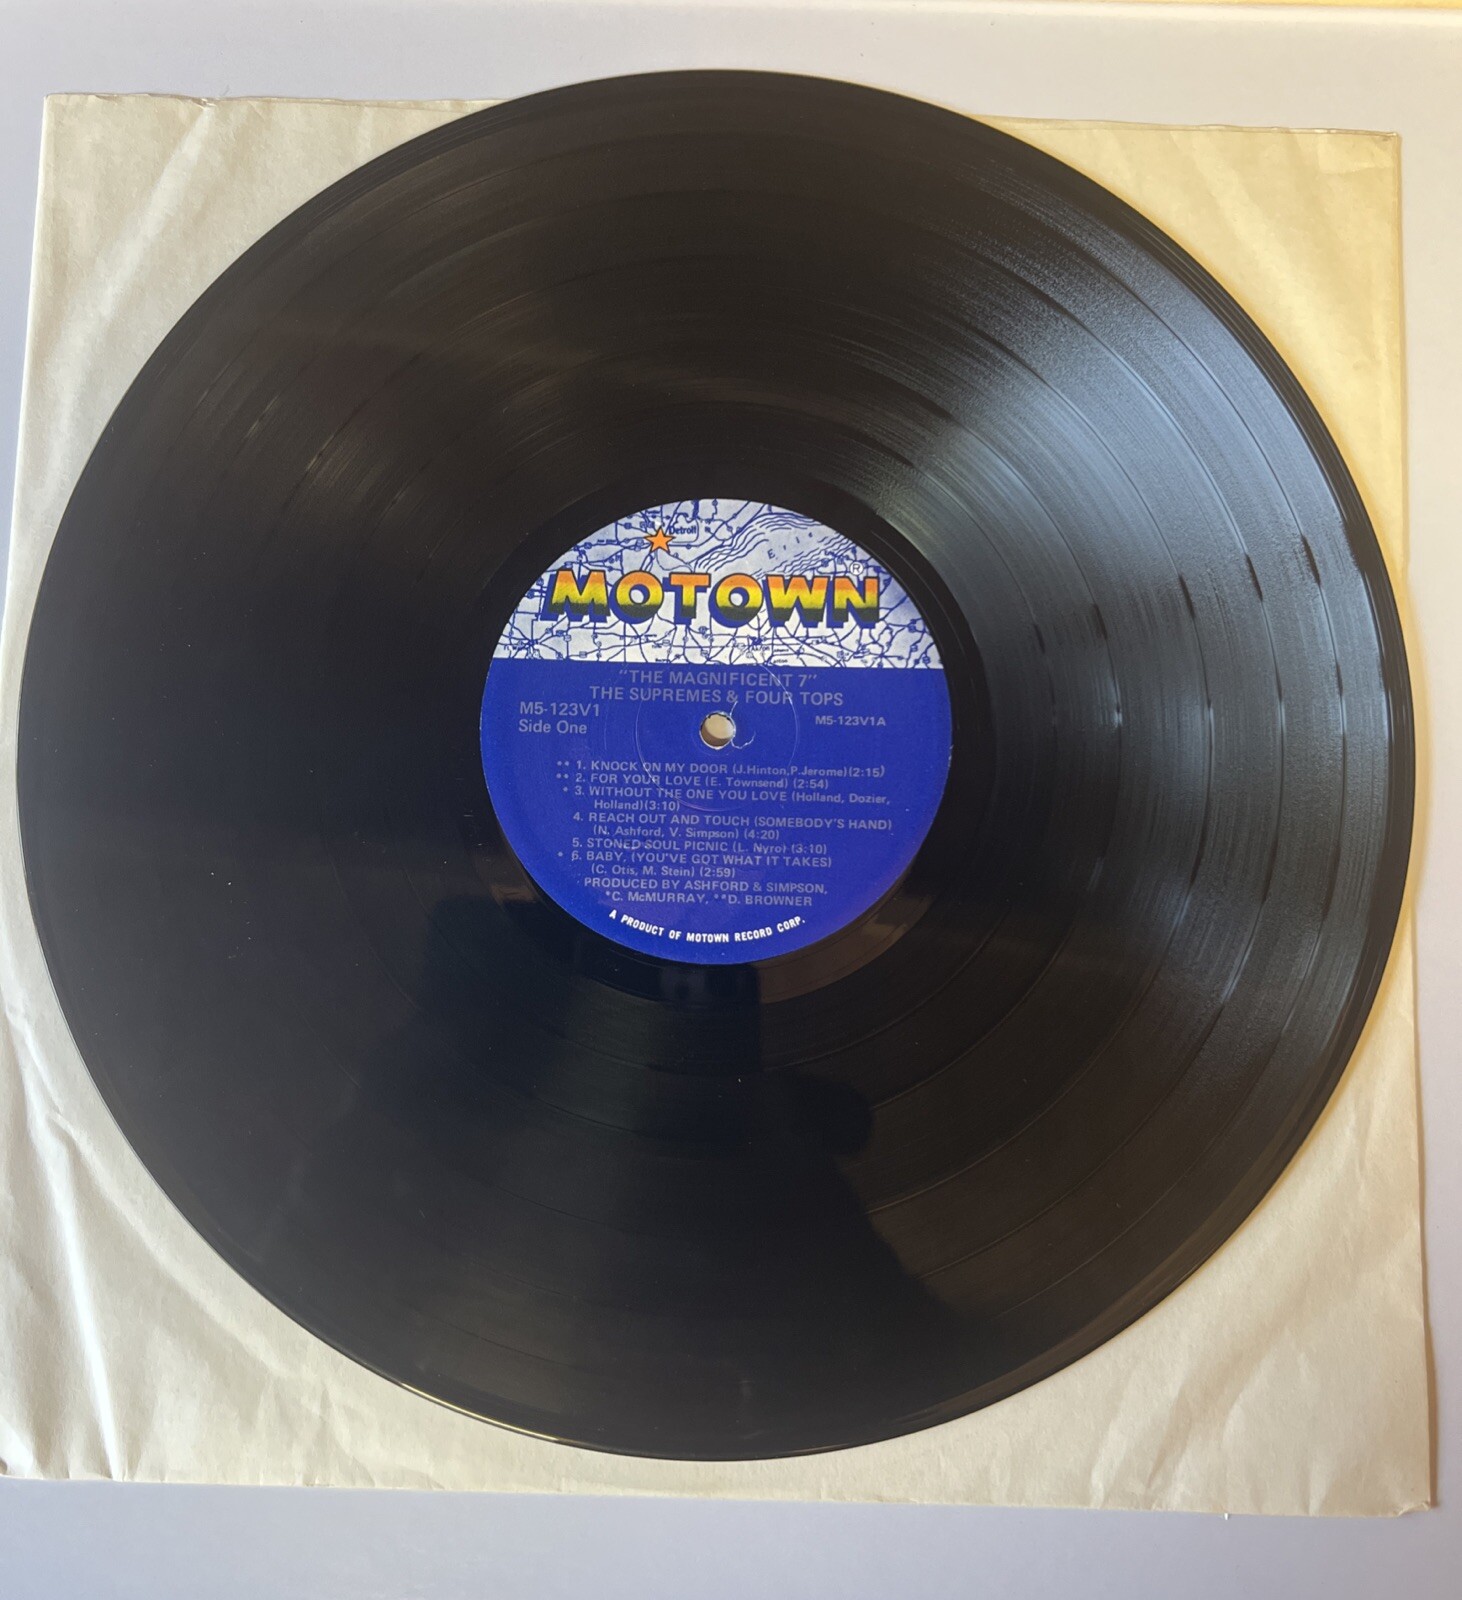 Detroit
Erie
MOTOWN®
"THE MAGNIFICENT 7"
THE SUPREMES & FOUR TOPS
M5-123V1
M5-123V1A
Side One
** 1. KNOCK ON MY DOOR (J.Hinton,P.Jerome)(2:15)
** 2. FOR YOUR LOVE (E. Townsend) (2:54)
* 3. WITHOUT THE ONE YOU LOVE (Holland, Dozier,
Holland)(3:10)
4. REACH OUT AND TOUCH (SOMEBODY'S HAND)
(N. Ashford, V. Simpson) (4:20)
5. STONED SOUL PICNIC (L. Nyro) (3:10)
* 6. BABY, (YOU'VE GOT WHAT IT TAKES)
(C. Otis, M. Stein) (2:59)
PRODUCED BY ASHFORD & SIMPSON,
*C. McMURRAY, **D. BROWNER
A PRODUCT OF MOTOWN RECORD CORP.